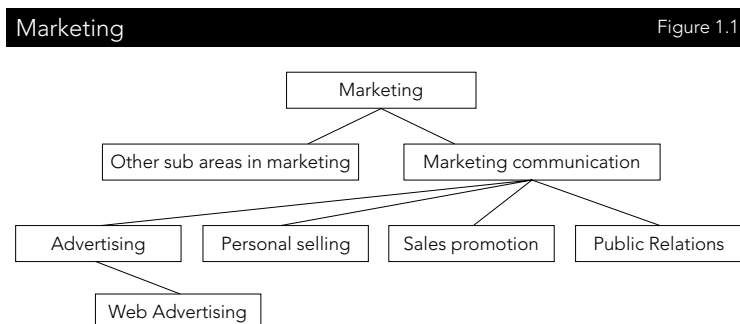 Marketing
Figure 1.1
Marketing
Other sub areas in marketing
Marketing communication
Advertising
Personal selling
Sales promotion
Public Relations
Web Advertising